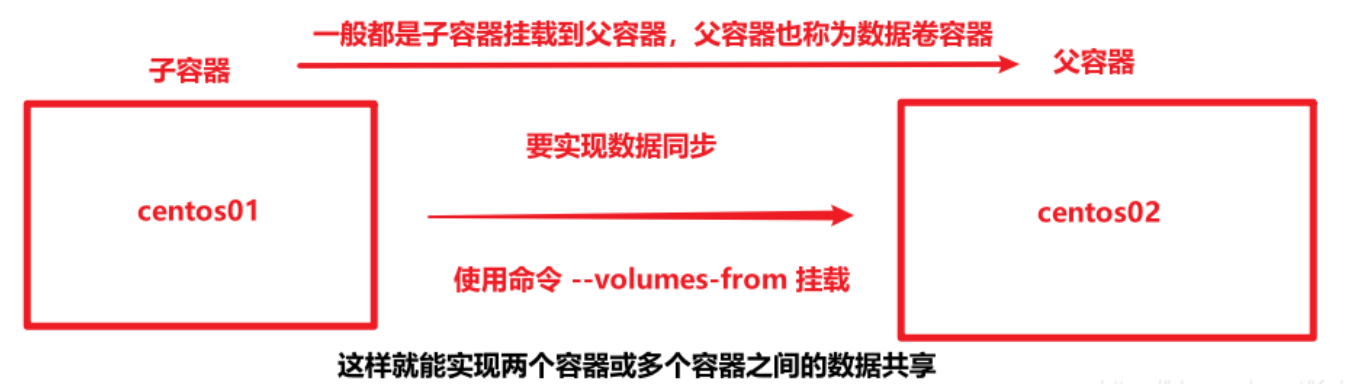 一般都是子容器挂载到父容器，父容器也称为数据卷容器
子容器
父容器
要实现数据同步
centos01
centos02
使用命令 --volumes-from 挂载
这样就能实现两个容器或多个容器之间的数据共享